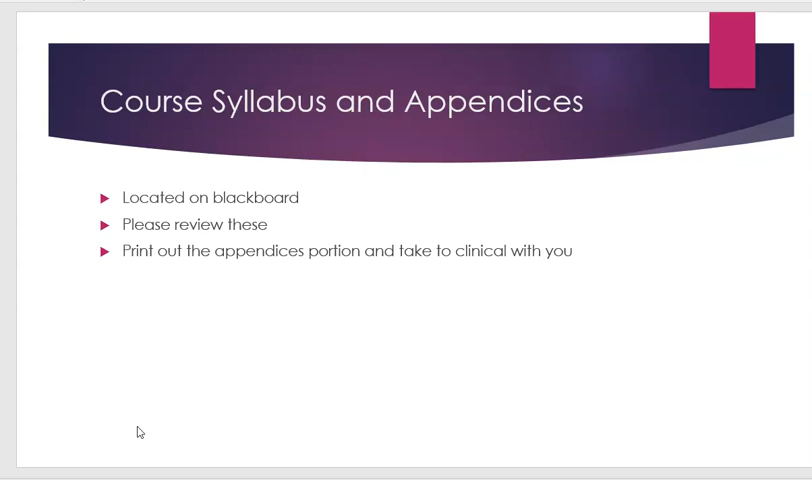 Course Syllabus and Appendices
Located on blackboard
Please review these
Print out the appendices portion and take to clinical with you